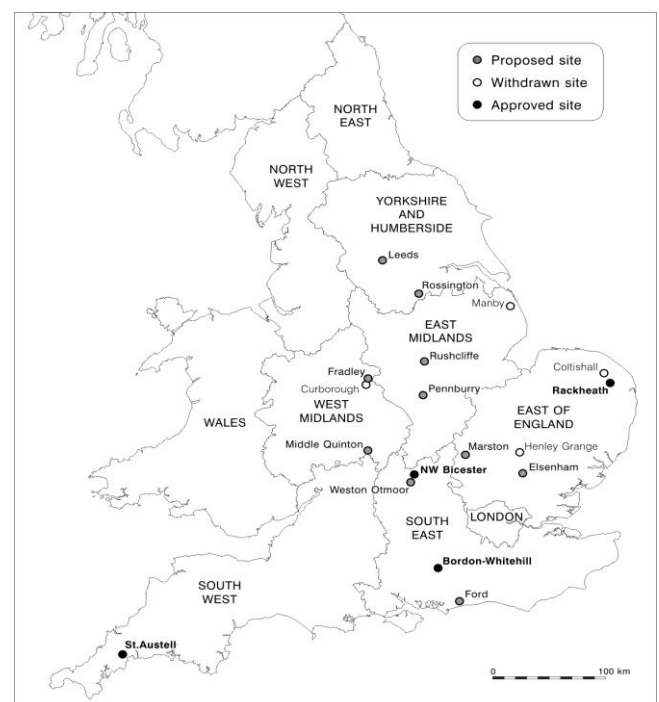 Proposed site
Withdrawn site
Approved site
NORTH
EAST
NORTH
WEST
YORKSHIRE
AND
HUMBERSIDE
Leeds
Rossington
Manby
EAST
MIDLANDS
Rushcliffe
Fradley
Curborough
Pennburry
WEST
MIDLANDS
Coltishall
Rackheath
EAST OF
ENGLAND
WALES
Middle Quinton
Marston
Henley Grange
NW Bicester
Elsenham
Weston Otmoor
SOUTH
EAST
LONDON
Bordon-Whitehill
SOUTH
WEST
Ford
St.Austell
0
100 km